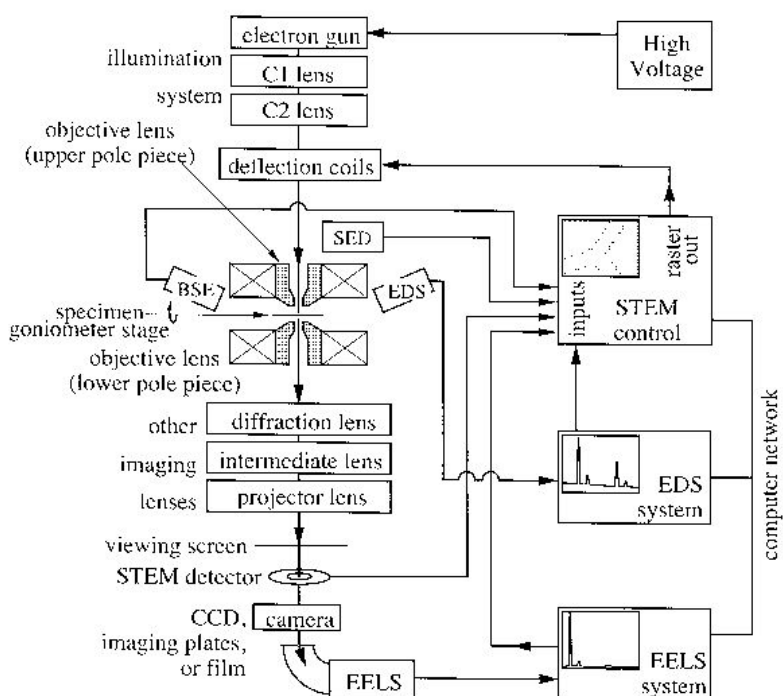 electron gun
High
Voltage
illumination
C1 lens
system
C2 lens
objective lens
(upper pole piece)
deflection coils
SED
raster out
BSE
EDS
inputs
STEM
control
specimen-
goniometer stage
objective lens
(lower pole piece)
other
diffraction lens
imaging
intermediate lens
lenses
projector lens
EDS
system
computer network
viewing screen
STEM detector
CCD,
camera
imaging plates,
or film
EELS
EELS
system